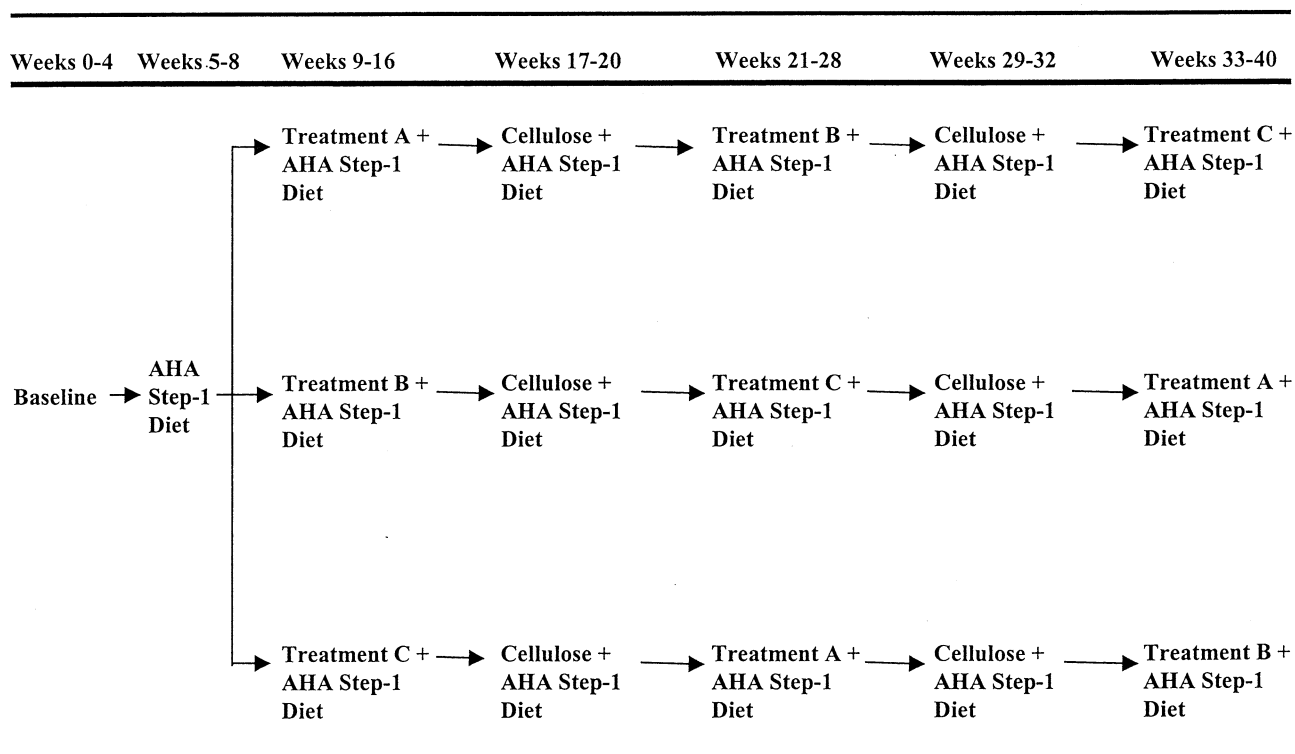 Weeks 0-4 Weeks 5-8 Weeks 9-16 Weeks 17-20 Weeks 21-28 Weeks 29-32 Weeks 33-40
Treatment A +
AHA Step-1
Diet
Cellulose +
AHA Step-1
Diet
Treatment B +
AHA Step-1
Diet
Cellulose +
AHA Step-1
Diet
Treatment C +
AHA Step-1
Diet
Baseline
AHA
Step-1
Diet
Treatment B +
AHA Step-1
Diet
Cellulose +
AHA Step-1
Diet
Treatment C +
AHA Step-1
Diet
Cellulose +
AHA Step-1
Diet
Treatment A +
AHA Step-1
Diet
Treatment C +
AHA Step-1
Diet
Cellulose +
AHA Step-1
Diet
Treatment A +
AHA Step-1
Diet
Cellulose +
AHA Step-1
Diet
Treatment B +
AHA Step-1
Diet